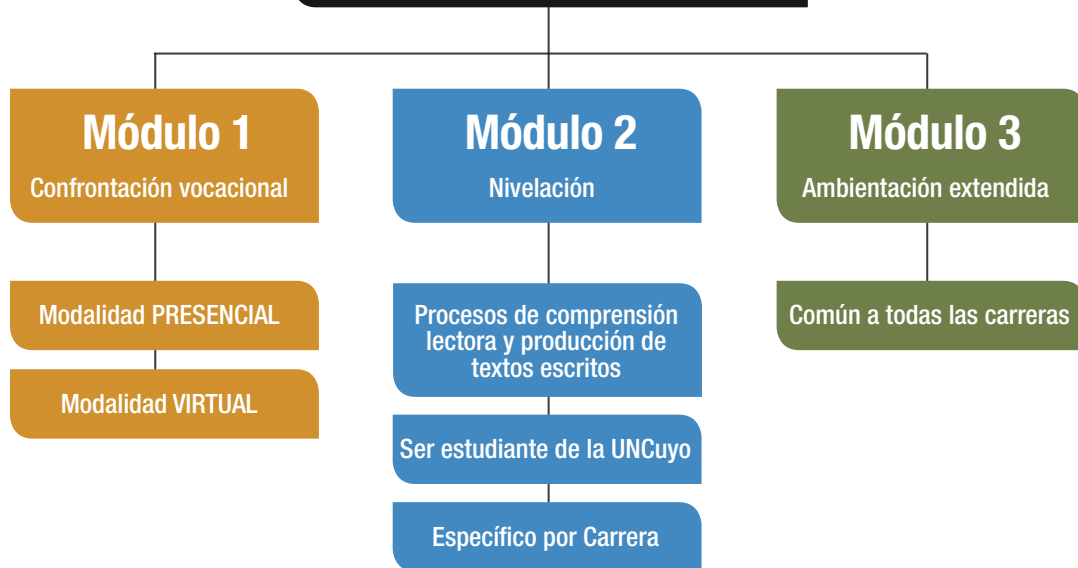 Módulo 1
Confrontación vocacional
Modalidad PRESENCIAL
Modalidad VIRTUAL
Módulo 2
Nivelación
Procesos de comprensión
lectora y producción de
textos escritos
Ser estudiante de la UNCuyo
Específico por Carrera
Módulo 3
Ambientación extendida
Común a todas las carreras